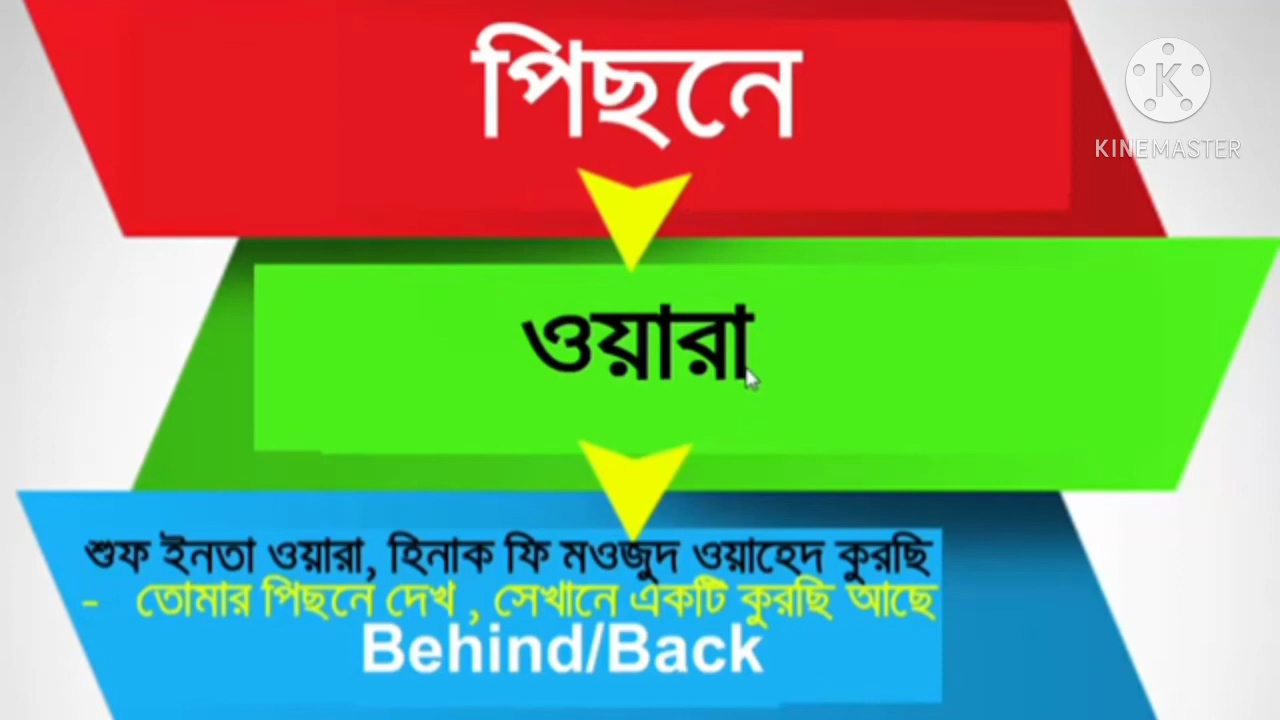 পিছনে
K
KINEMASTER
ওয়ারা
শুফ ইনতা ওয়ারা, হিনাক ফি মওজুদ ওয়াহেদ কুরছি
- তোমার পিছনে দেখ , সেখানে একটি কুরছি আছে
Behind/Back